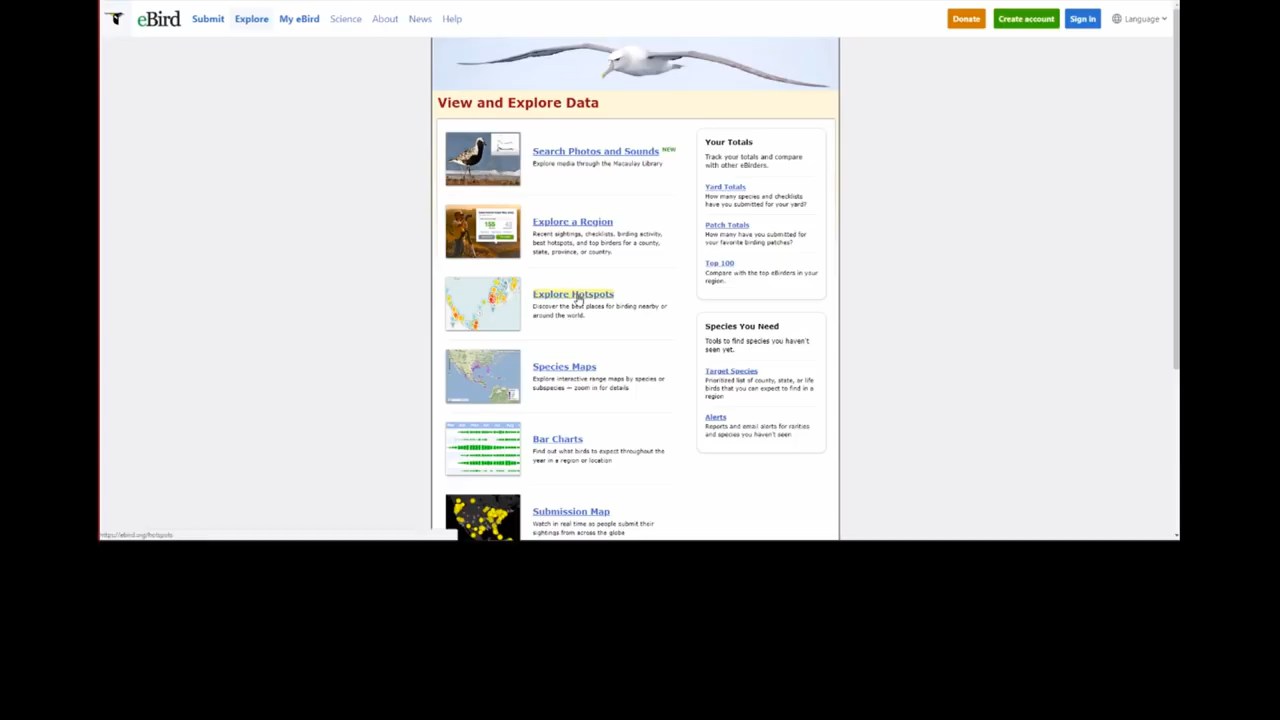 eBird Submit Explore My eBird Science About News Help Donate Create account Sign in Language
View and Explore Data
Search Photos and Sounds NEW
Explore media through the Macaulay Library
Explore a Region
Recent sightings, checklists, birding activity,
best hotspots, and top birders for a county,
state, province, or country.
Explore Hotspots
Discover the best places for birding nearby or
around the world.
Species Maps
Explore interactive range maps by species or
subspecies — zoom in for details
Bar Charts
Find out what birds to expect throughout the
year in a region or location
Submission Map
Watch in real time as people submit their
sightings from across the globe
Your Totals
Track your totals and compare
with other eBirders.
Yard Totals
How many species and checklists
have you submitted for your yard?
Patch Totals
How many have you submitted for
your favorite birding patches?
Top 100
Compare with the top eBirders in your
region.
Species You Need
Tools to find species you haven't
seen yet.
Target Species
Prioritized list of county, state, or life
birds that you can expect to find in a
region
Alerts
Reports and email alerts for rarities
and species you haven't seen
https://ebird.org/hotspots